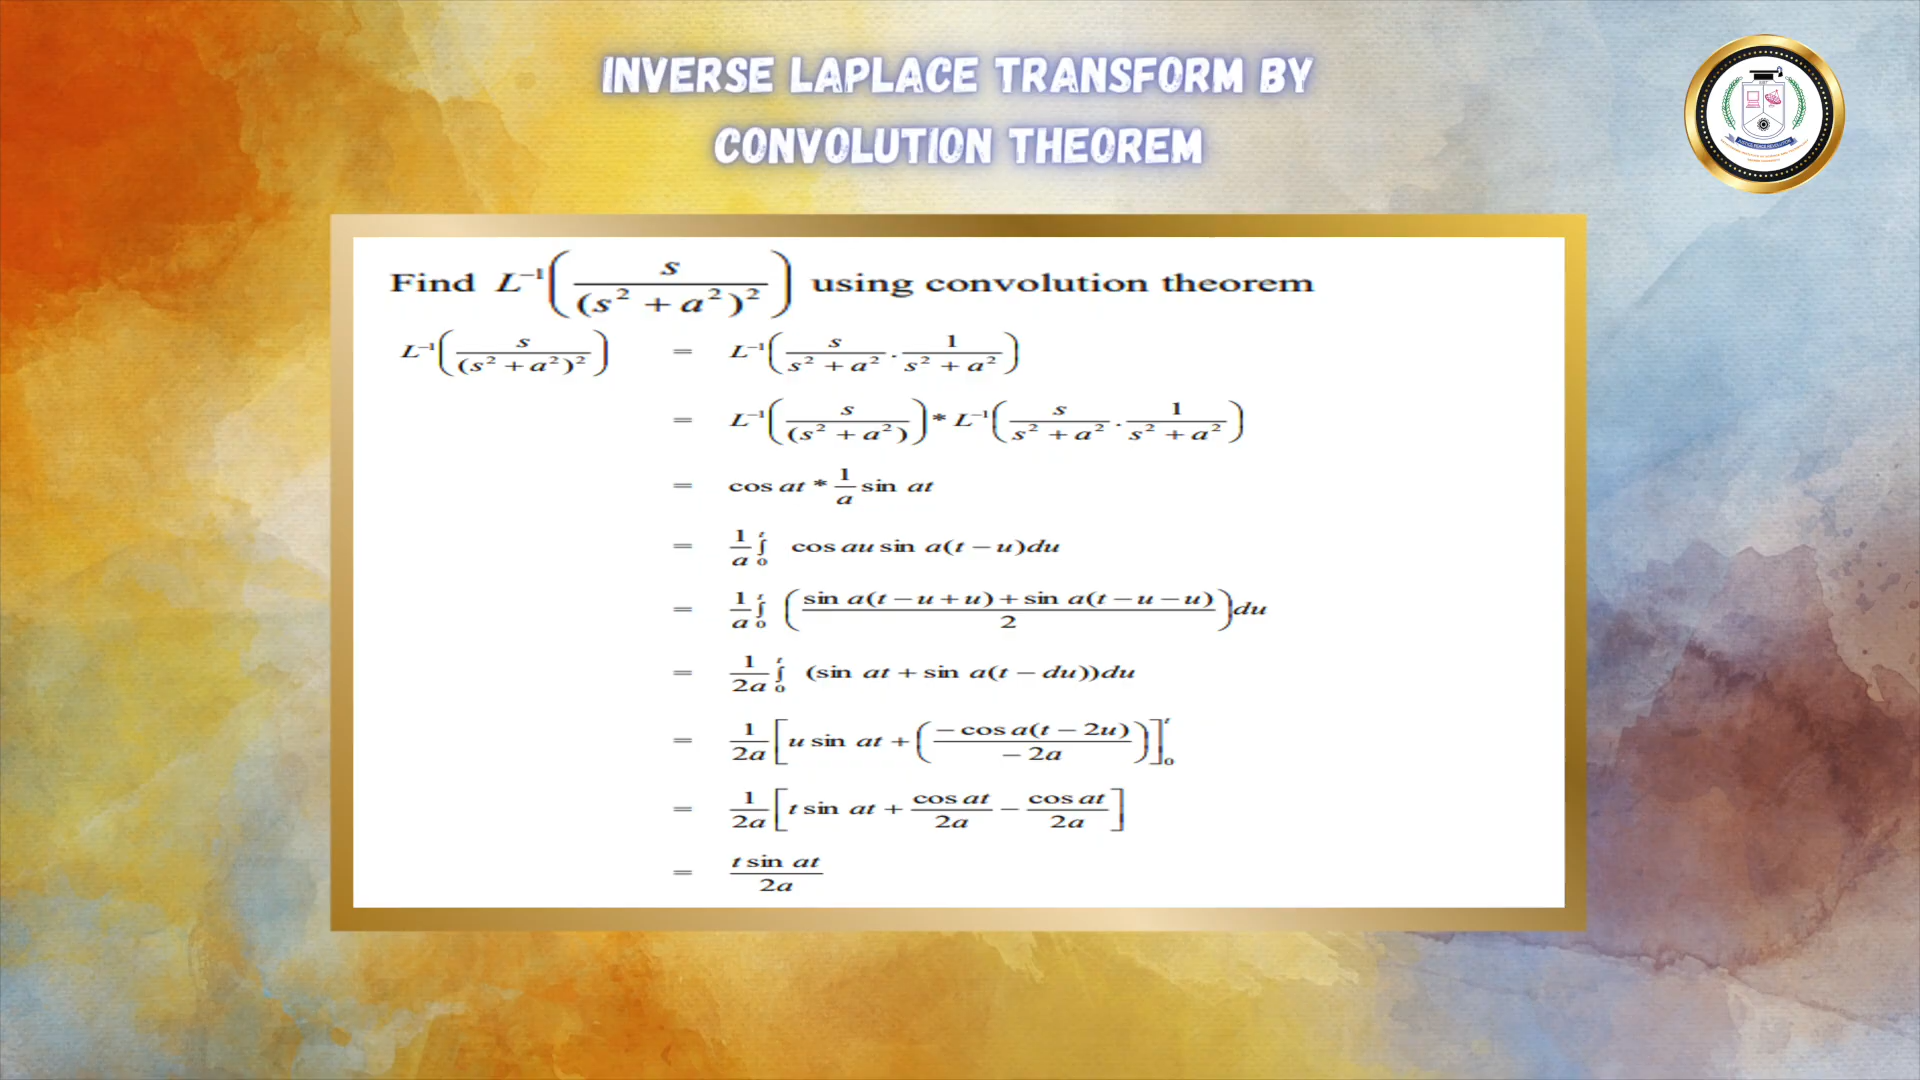 INVERSE LAPLACE TRANSFORM BY
CONVOLUTION THEOREM
Find L⁻¹(s/(s² + a²)²) using convolution theorem
L⁻¹(s/(s² + a²)²) = L⁻¹(s/(s² + a²) · 1/(s² + a²))
= L⁻¹(s/((s² + a²))) * L⁻¹(s/(s² + a²) · 1/(s² + a²))
= cos at * 1/a sin at
= 1/a ∫₀ᵗ cos au sin a(t − u)du
= 1/a ∫₀ᵗ ((sin a(t − u + u) + sin a(t − u − u))/2)du
= 1/2a ∫₀ᵗ (sin at + sin a(t − du))du
= 1/2a [u sin at + (−cos a(t − 2u)/−2a)]₀ᵗ
= 1/2a [t sin at + cos at/2a − cos at/2a]
= t sin at/2a